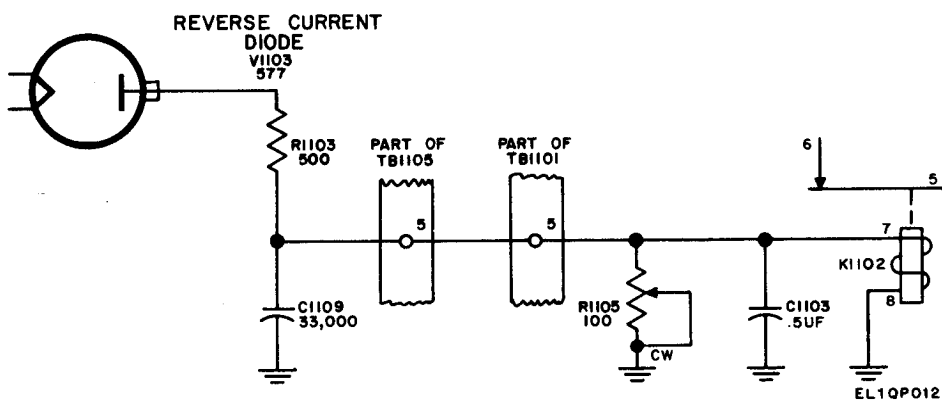 REVERSE CURRENT
DIODE
V1103
577
R1103
500
PART OF
TB1105
PART OF
TB1101
6
5
5
5
7
K1102
8
C1109
33,000
R1105
100
CW
C1103
.5UF
EL1QP012